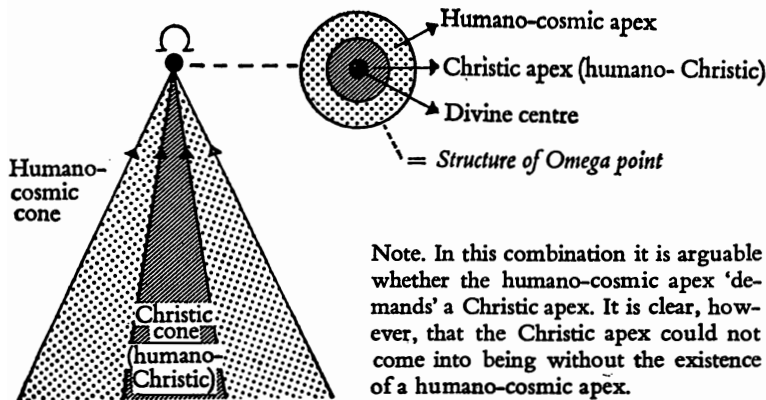 Ω
Humano-cosmic apex
Christic apex (humano- Christic)
Divine centre
= Structure of Omega point
Humano-
cosmic
cone
Christic
cone
(humano-
Christic)
Note. In this combination it is arguable
whether the humano-cosmic apex ‘de-
mands’ a Christic apex. It is clear, how-
ever, that the Christic apex could not
come into being without the existence
of a humano-cosmic apex.